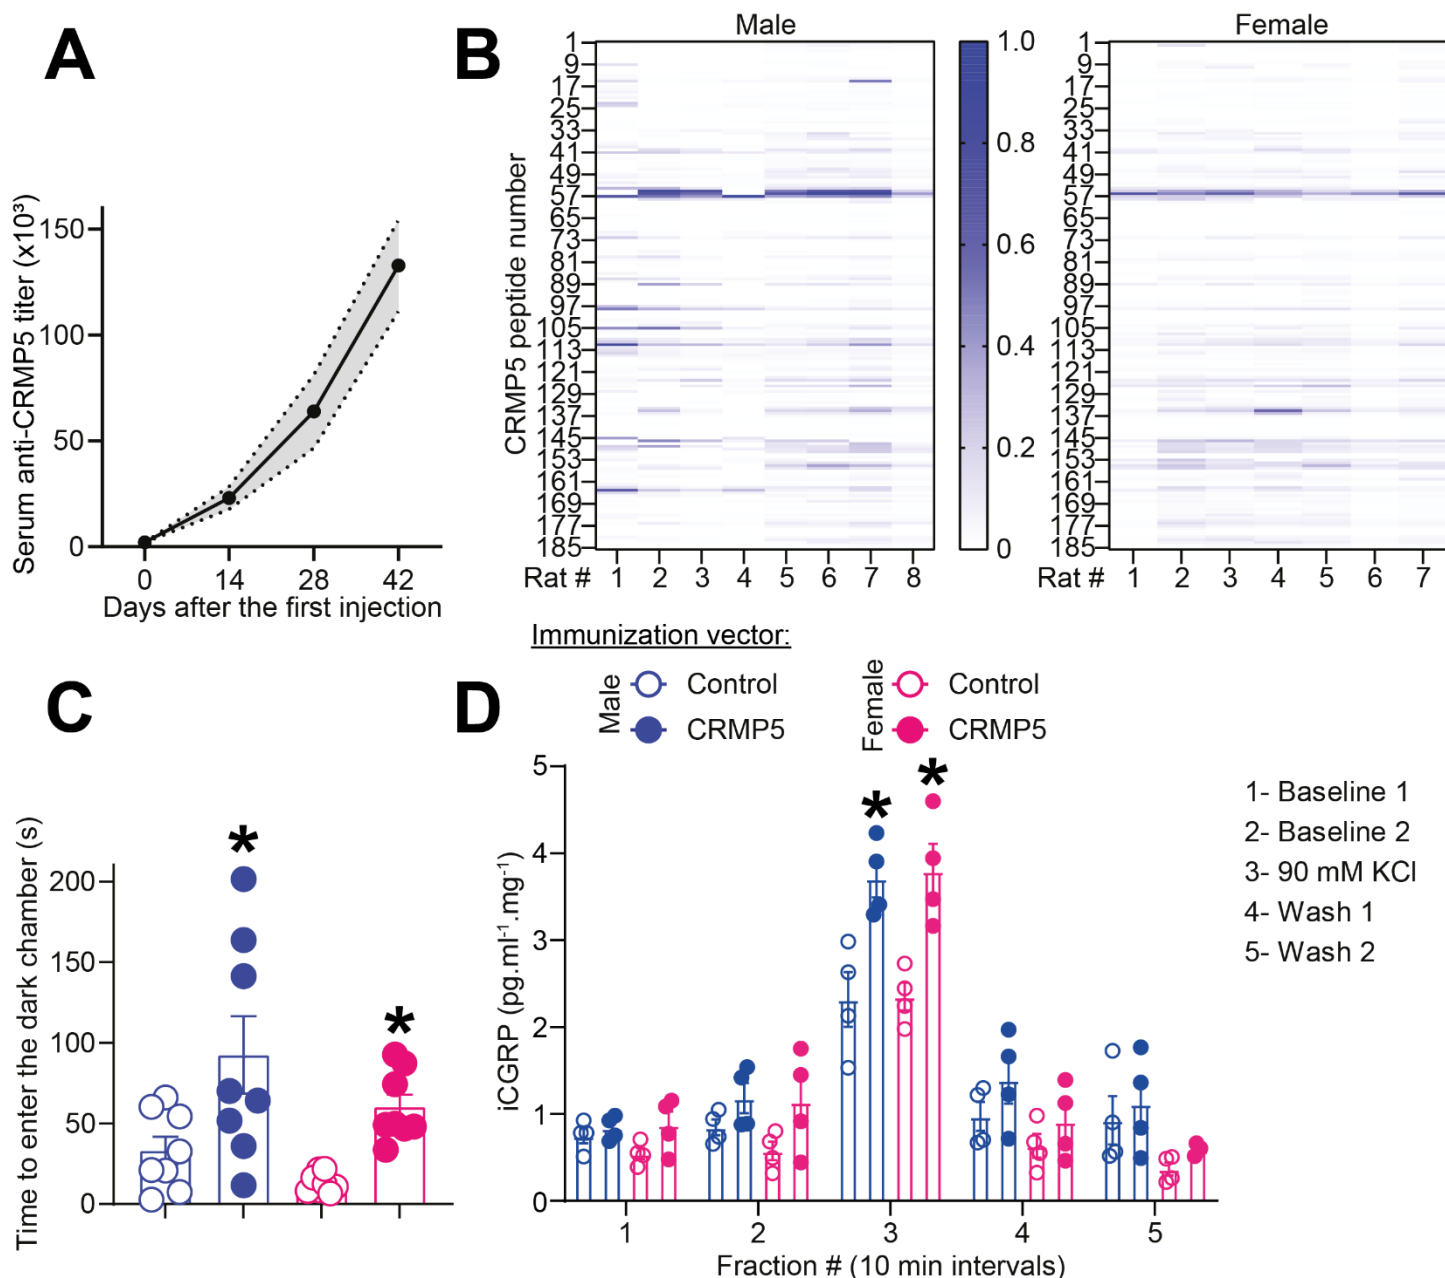 A
Serum anti-CRMP5 titer (x10³)
150
100
50
0
0 14 28 42
Days after the first injection
B
Male
Female
CRMP5 peptide number
1
9
17
25
33
41
49
57
65
73
81
89
97
105
113
121
129
137
145
153
161
169
177
185
Rat # 1 2 3 4 5 6 7 8
1.0
0.8
0.6
0.4
0.2
0
1
9
17
25
33
41
49
57
65
73
81
89
97
105
113
121
129
137
145
153
161
169
177
185
Rat # 1 2 3 4 5 6 7
Immunization vector:
Male
Control
CRMP5
Female
Control
CRMP5
C
Time to enter the dark chamber (s)
200
150
100
50
0
*
*
D
iCGRP (pg.ml⁻¹.mg⁻¹)
5
4
3
2
1
0
*
*
1 2 3 4 5
Fraction # (10 min intervals)
1- Baseline 1
2- Baseline 2
3- 90 mM KCl
4- Wash 1
5- Wash 2